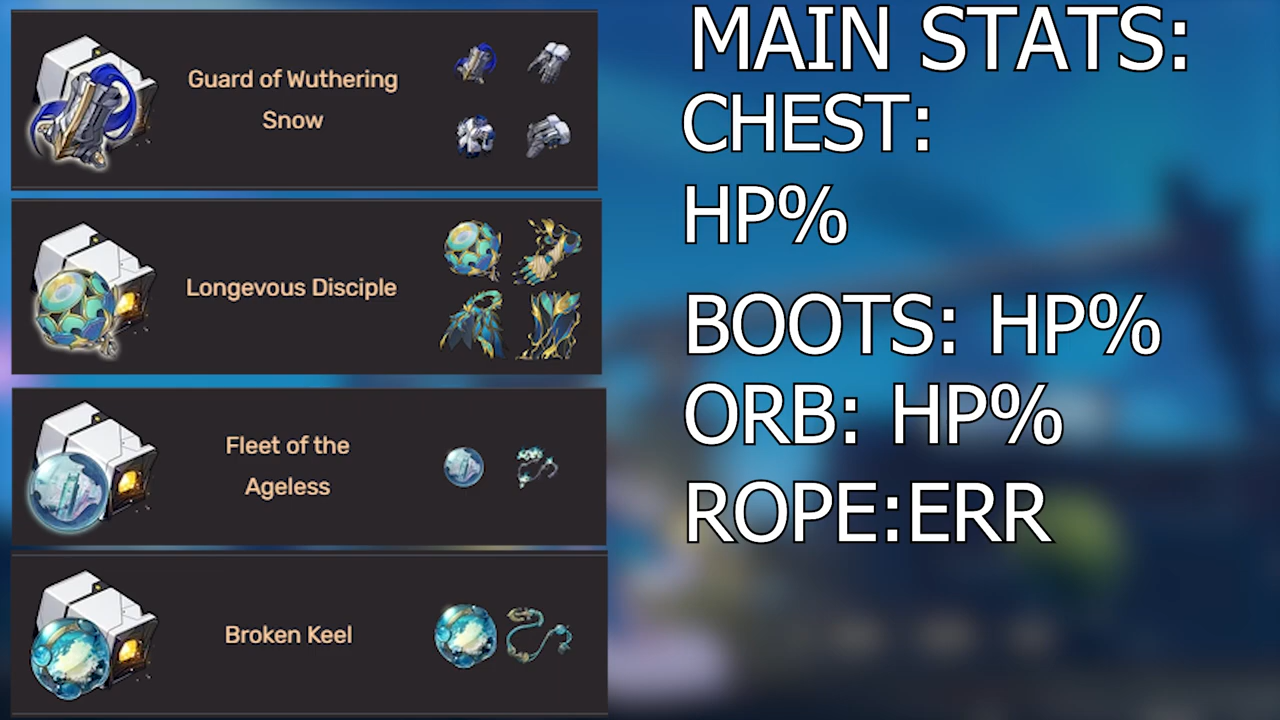 Guard of Wuthering
Snow
Longevous Disciple
Fleet of the
Ageless
Broken Keel
MAIN STATS:
CHEST:
HP%
BOOTS: HP%
ORB: HP%
ROPE:ERR